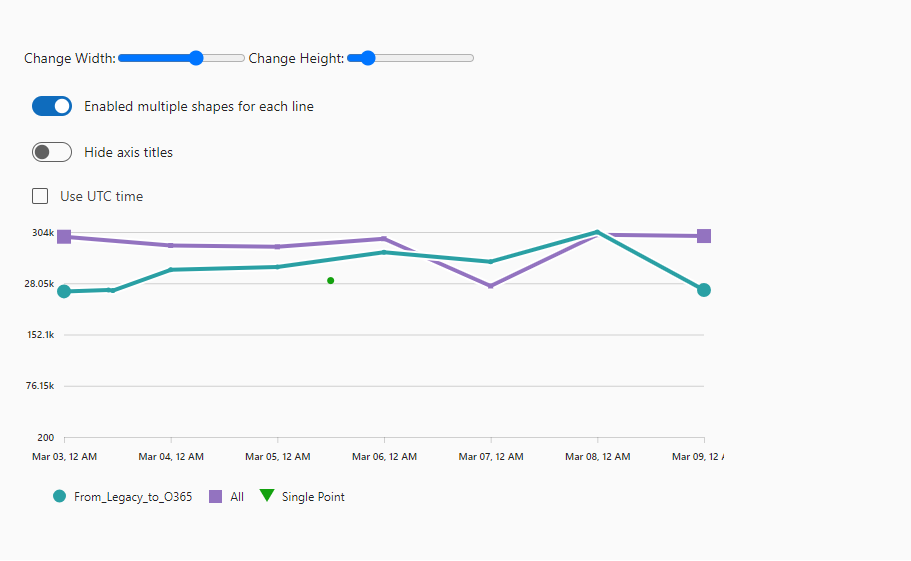 Change Width: Change Height:
Enabled multiple shapes for each line
Hide axis titles
Use UTC time
304k
28.05k
152.1k
76.15k
200
Mar 03, 12 AM Mar 04, 12 AM Mar 05, 12 AM Mar 06, 12 AM Mar 07, 12 AM Mar 08, 12 AM Mar 09, 12
From_Legacy_to_O365 All Single Point